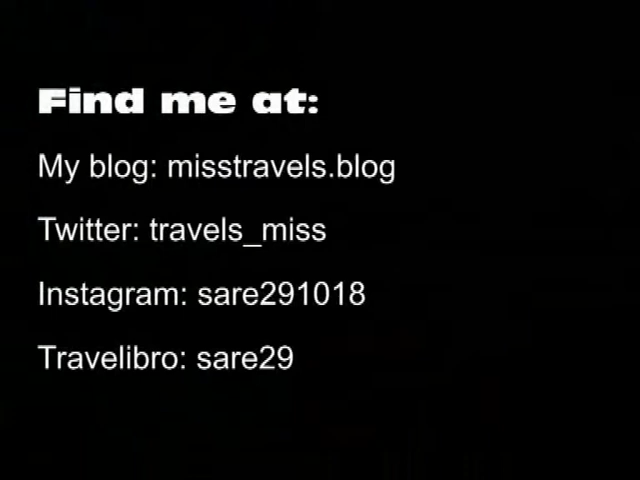 Find me at:
My blog: misstravels.blog
Twitter: travels_miss
Instagram: sare291018
Travelibro: sare29